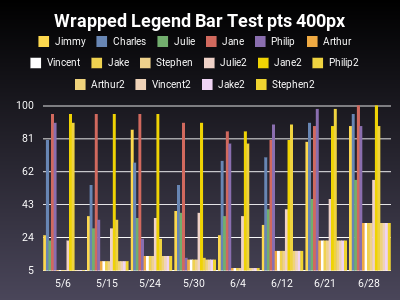 Wrapped Legend Bar Test pts 400px
Jimmy Charles Julie Jane Philip Arthur
Vincent Jake Stephen Julie2 Jane2 Philip2
Arthur2 Vincent2 Jake2 Stephen2
100
81
62
43
24
5
5/6 5/15 5/24 5/30 6/4 6/12 6/21 6/28